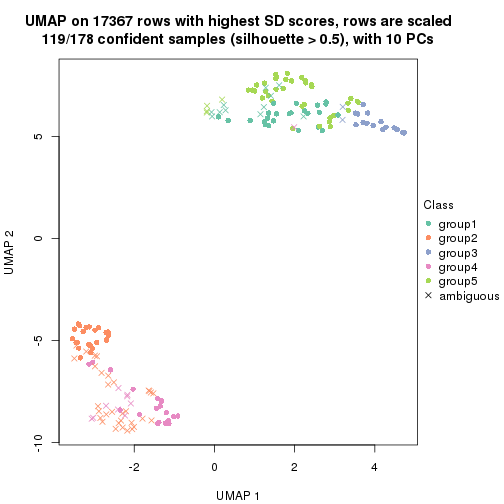 UMAP on 17367 rows with highest SD scores, rows are scaled
119/178 confident samples (silhouette > 0.5), with 10 PCs
5
0
-5
-10
UMAP 2
-2
0
2
4
UMAP 1
Class
group1
group2
group3
group4
group5
ambiguous